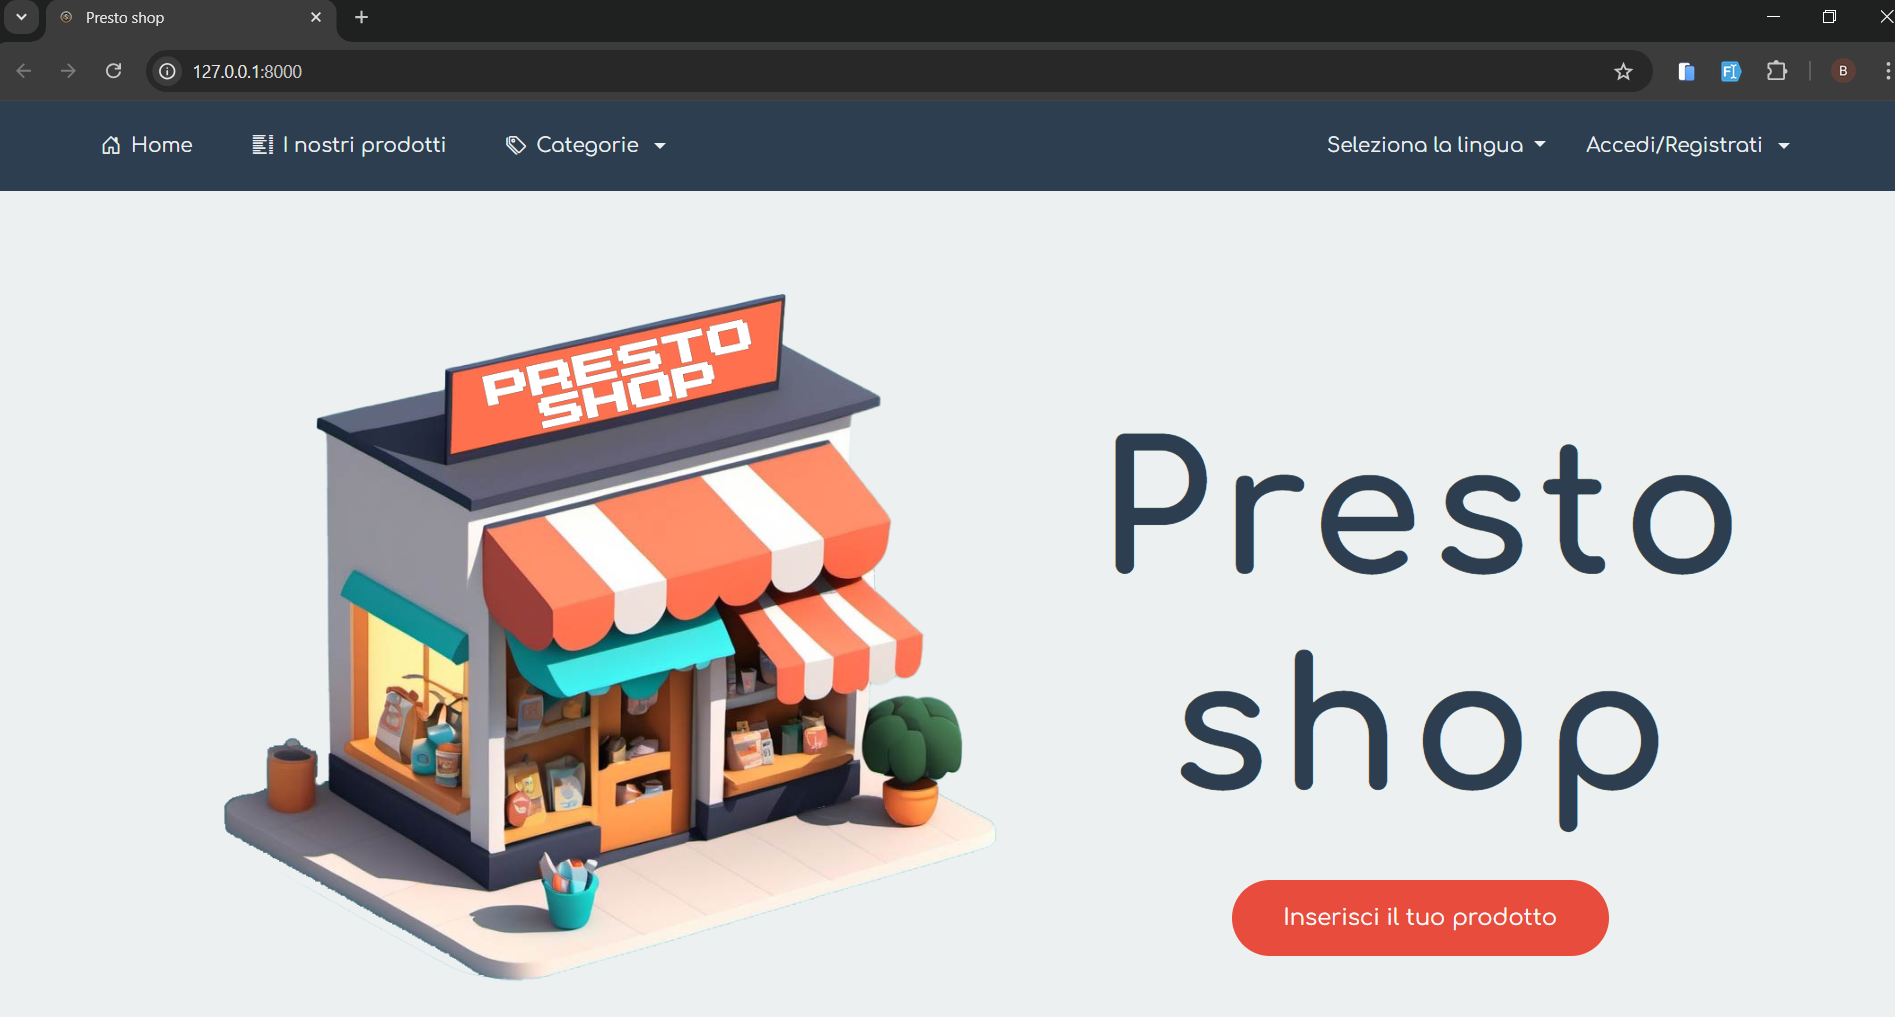 Presto shop
127.0.0.1:8000
B
Home
I nostri prodotti
Categorie
Seleziona la lingua
Accedi/Registrati
PRESTO
SHOP
Presto
shop
Inserisci il tuo prodotto